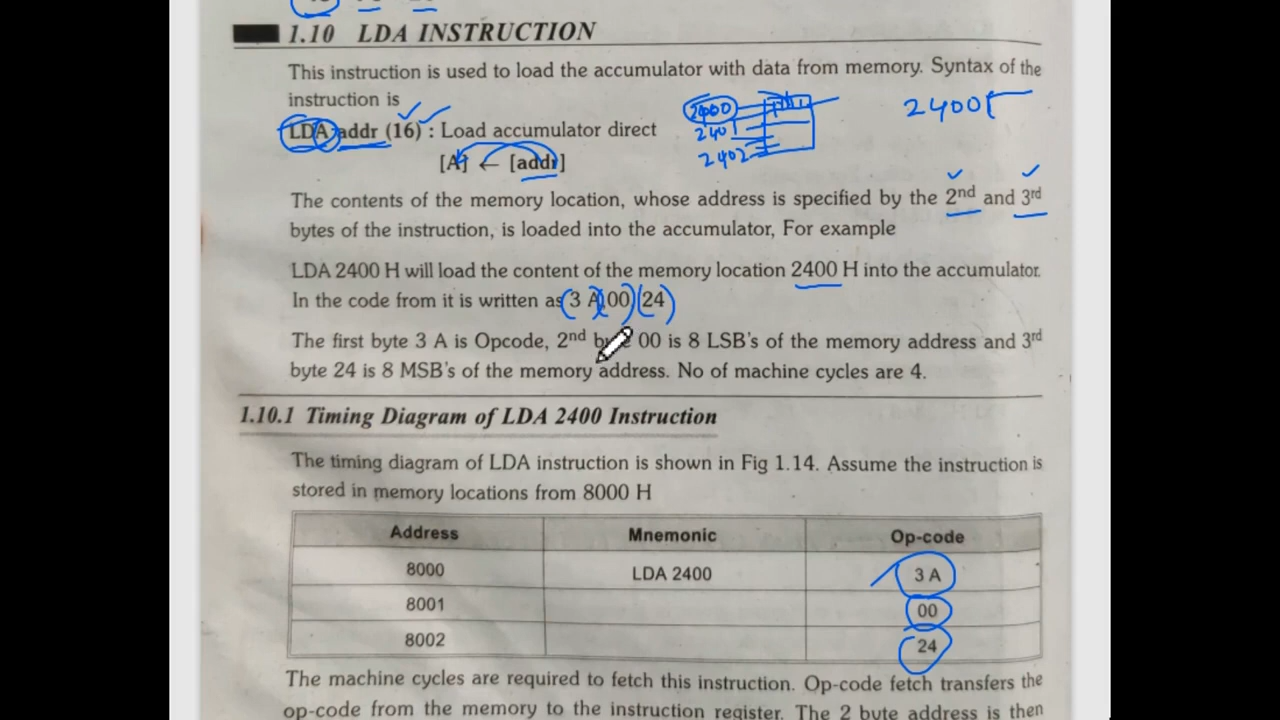 1.10 LDA INSTRUCTION
This instruction is used to load the accumulator with data from memory. Syntax of the
instruction is
2400
2400
LDA addr (16) : Load accumulator direct
2401
2402
[A] ← [addr]
The contents of the memory location, whose address is specified by the 2nd and 3rd
bytes of the instruction, is loaded into the accumulator, For example
LDA 2400 H will load the content of the memory location 2400 H into the accumulator.
In the code from it is written as 3 A 00 24
The first byte 3 A is Opcode, 2nd byte 00 is 8 LSB's of the memory address and 3rd
byte 24 is 8 MSB's of the memory address. No of machine cycles are 4.
1.10.1 Timing Diagram of LDA 2400 Instruction
The timing diagram of LDA instruction is shown in Fig 1.14. Assume the instruction is
stored in memory locations from 8000 H
Address Mnemonic Op-code
8000 LDA 2400 3 A
8001 00
8002 24
The machine cycles are required to fetch this instruction. Op-code fetch transfers the
op-code from the memory to the instruction register. The 2 byte address is then